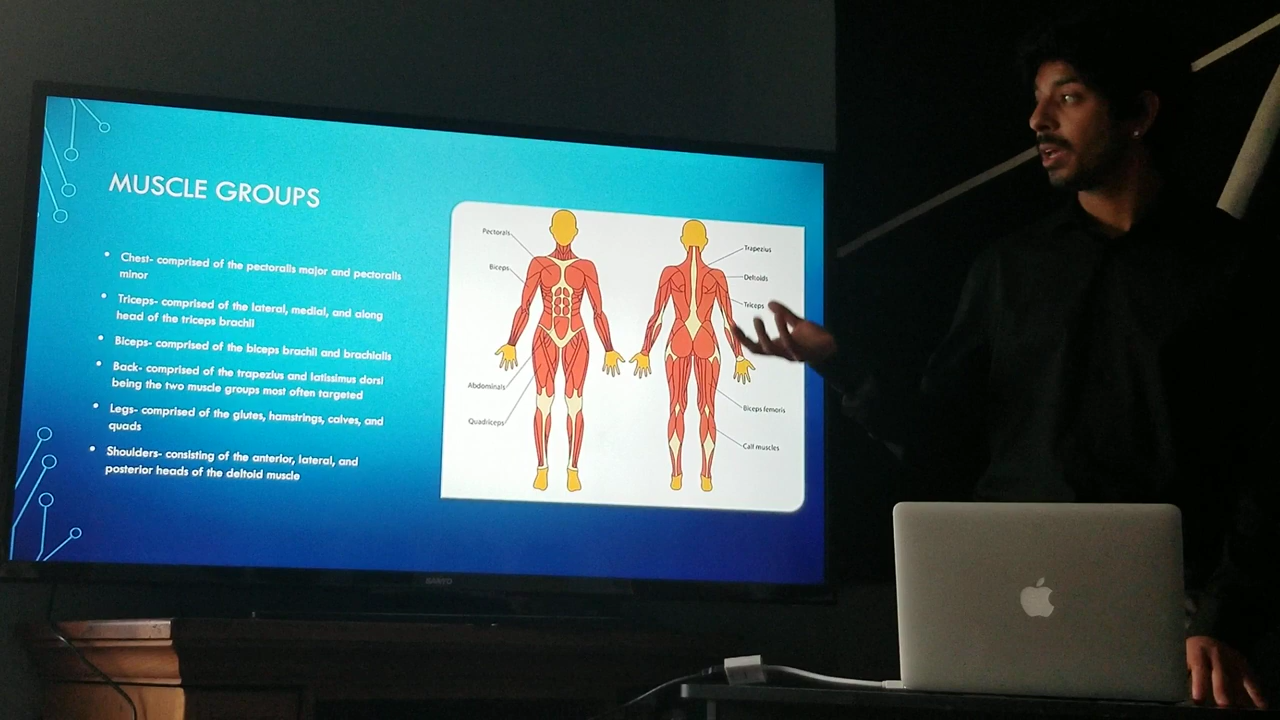 MUSCLE GROUPS
Chest- comprised of the pectoralis major and pectoralis
minor
Triceps- comprised of the lateral, medial, and along
head of the triceps brachii
Biceps- comprised of the biceps brachii and brachialis
Back- comprised of the trapezius and latissimus dorsi
being the two muscle groups most often targeted
Legs- comprised of the glutes, hamstrings, calves, and
quads
Shoulders- consisting of the anterior, lateral, and
posterior heads of the deltoid muscle
Pectorals
Biceps
Abdominals
Quadriceps
Trapezius
Deltoids
Triceps
Biceps femoris
Calf muscles
SANYO